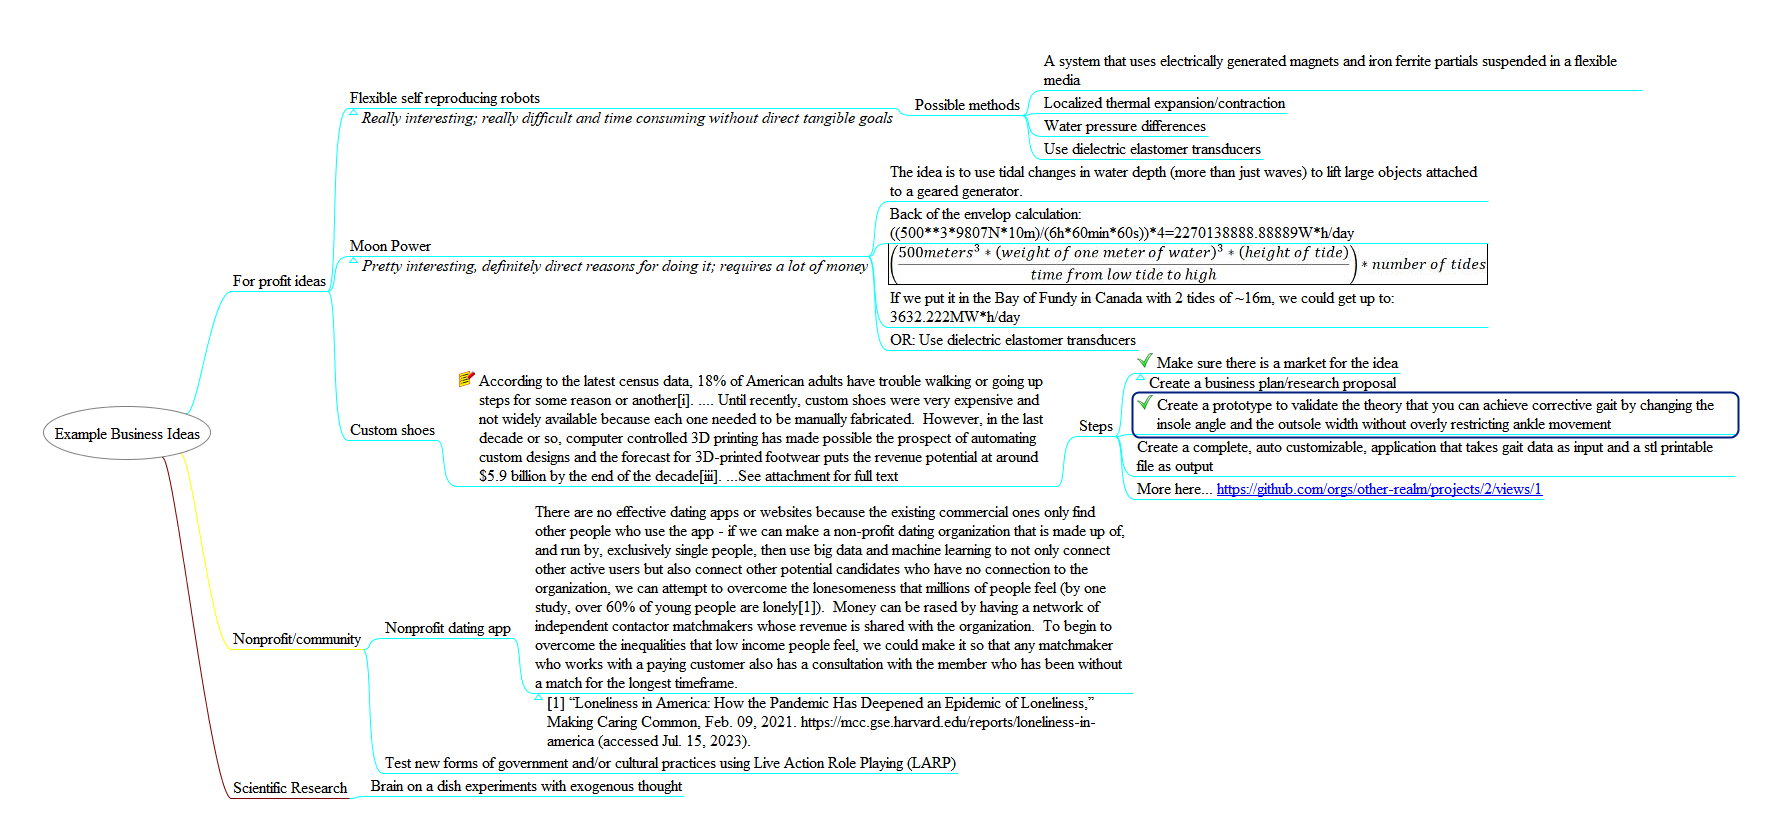 Example Business Ideas
For profit ideas
Flexible self reproducing robots
Really interesting; really difficult and time consuming without direct tangible goals
Possible methods
A system that uses electrically generated magnets and iron ferrite partials suspended in a flexible
media
Localized thermal expansion/contraction
Water pressure differences
Use dielectric elastomer transducers
Moon Power
Pretty interesting, definitely direct reasons for doing it; requires a lot of money
The idea is to use tidal changes in water depth (more than just waves) to lift large objects attached
to a geared generator.
Back of the envelop calculation:
((500**3*9807N*10m)/(6h*60min*60s))*4=2270138888.88889W*h/day
(500meters³ * (weight of one meter of water)³ * (height of tide)
time from low tide to high) * number of tides
If we put it in the Bay of Fundy in Canada with 2 tides of ~16m, we could get up to:
3632.222MW*h/day
OR: Use dielectric elastomer transducers
Custom shoes
According to the latest census data, 18% of American adults have trouble walking or going up
steps for some reason or another[i]. .... Until recently, custom shoes were very expensive and
not widely available because each one needed to be manually fabricated.  However, in the last
decade or so, computer controlled 3D printing has made possible the prospect of automating
custom designs and the forecast for 3D-printed footwear puts the revenue potential at around
$5.9 billion by the end of the decade[iii]. ...See attachment for full text
Steps
Make sure there is a market for the idea
Create a business plan/research proposal
Create a prototype to validate the theory that you can achieve corrective gait by changing the
insole angle and the outsole width without overly restricting ankle movement
Create a complete, auto customizable, application that takes gait data as input and a stl printable
file as output
More here... https://github.com/orgs/other-realm/projects/2/views/1
Nonprofit/community
Nonprofit dating app
There are no effective dating apps or websites because the existing commercial ones only find
other people who use the app - if we can make a non-profit dating organization that is made up of,
and run by, exclusively single people, then use big data and machine learning to not only connect
other active users but also connect other potential candidates who have no connection to the
organization, we can attempt to overcome the lonesomeness that millions of people feel (by one
study, over 60% of young people are lonely[1]).  Money can be rased by having a network of
independent contactor matchmakers whose revenue is shared with the organization.  To begin to
overcome the inequalities that low income people feel, we could make it so that any matchmaker
who works with a paying customer also has a consultation with the member who has been without
a match for the longest timeframe.
[1] “Loneliness in America: How the Pandemic Has Deepened an Epidemic of Loneliness,”
Making Caring Common, Feb. 09, 2021. https://mcc.gse.harvard.edu/reports/loneliness-in-
america (accessed Jul. 15, 2023).
Test new forms of government and/or cultural practices using Live Action Role Playing (LARP)
Scientific Research
Brain on a dish experiments with exogenous thought